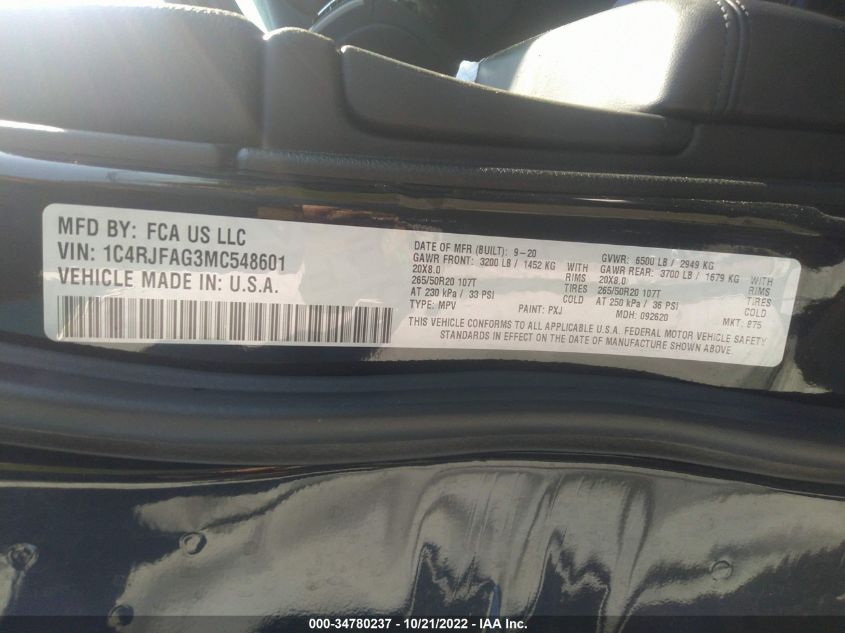 MFD BY: FCA US LLC
VIN: 1C4RJFAG3MC548601
VEHICLE MADE IN: U.S.A.
DATE OF MFR (BUILT): 9-20 GVWR: 6500 LB / 2949 KG
GAWR FRONT: 3200 LB / 1452 KG WITH GAWR REAR: 3700 LB / 1679 KG WITH
20X8.0 RIMS 20X8.0 RIMS
265/50R20 107T TIRES 265/50R20 107T TIRES
AT 230 kPa / 33 PSI COLD AT 250 kPa / 36 PSI COLD
TYPE: MPV PAINT: PXJ MDH: 092620 MKT: 875
THIS VEHICLE CONFORMS TO ALL APPLICABLE U.S.A. FEDERAL MOTOR VEHICLE SAFETY
STANDARDS IN EFFECT ON THE DATE OF MANUFACTURE SHOWN ABOVE.
000-34780237 - 10/21/2022 - IAA Inc.